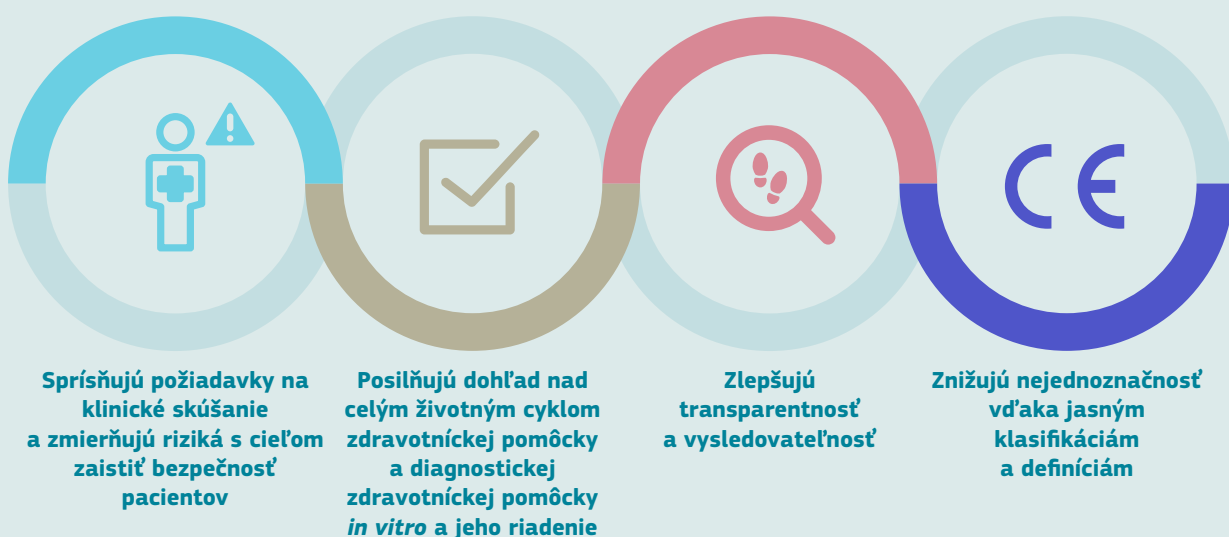 CE
Sprísňujú požiadavky na
klinické skúšanie
a zmierňujú riziká s cieľom
zaistiť bezpečnosť
pacientov
Posilňujú dohľad nad
celým životným cyklom
zdravotníckej pomôcky
a diagnostickej
zdravotníckej pomôcky
in vitro a jeho riadenie
Zlepšujú
transparentnosť
a vysledovateľnosť
Znižujú nejednoznačnosť
vďaka jasným
klasifikáciám
a definíciám